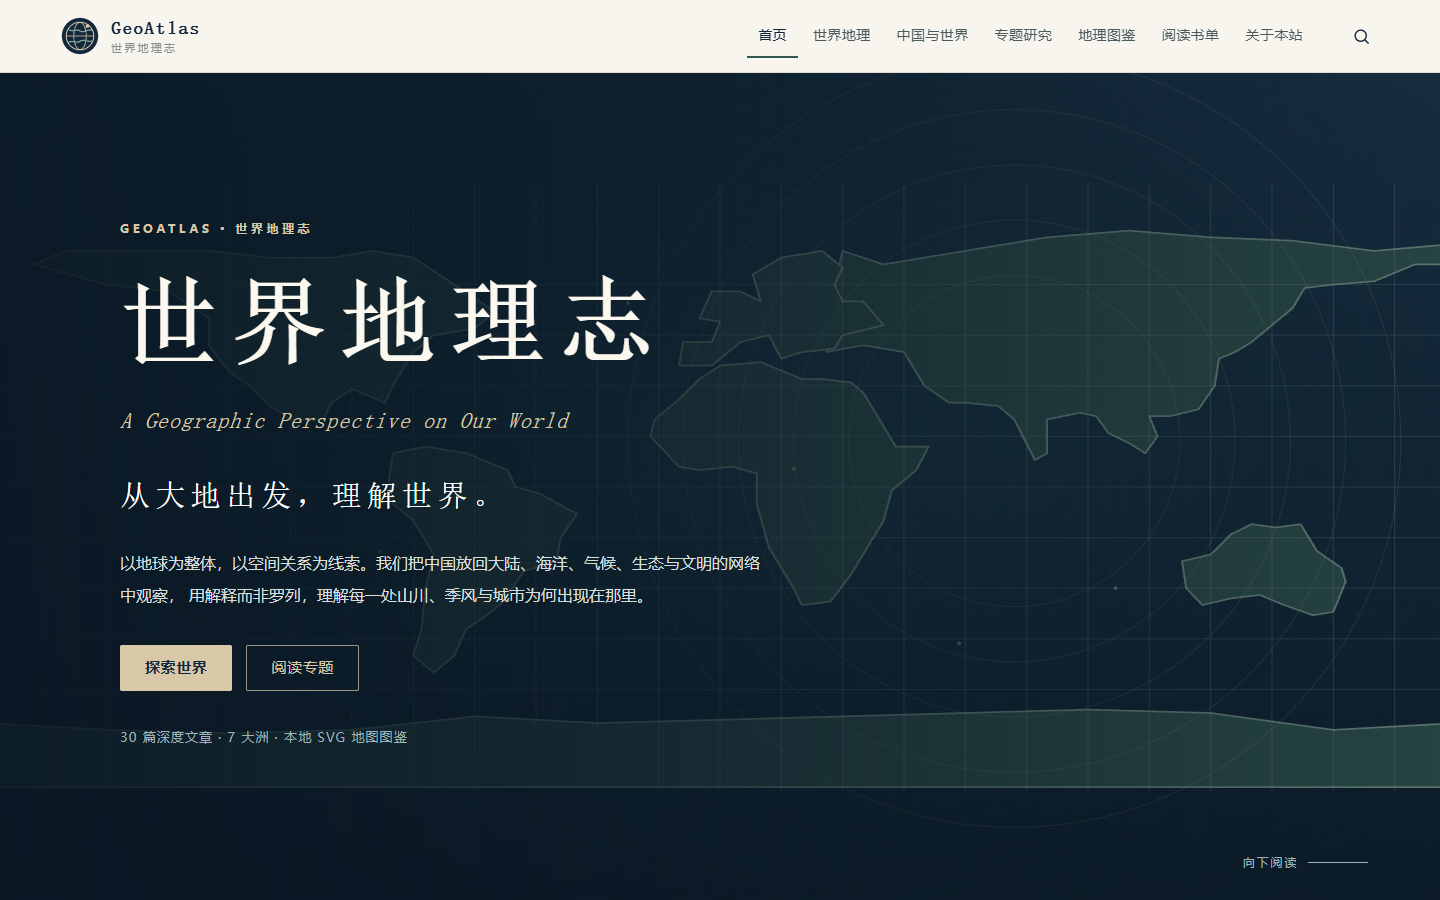 GeoAtlas
世界地理志
首页
世界地理
中国与世界
专题研究
地理图鉴
阅读书单
关于本站
GEOATLAS • 世界地理志
世界地理志
A Geographic Perspective on Our World
从大地出发，理解世界。
以地球为整体，以空间关系为线索。我们把中国放回大陆、海洋、气候、生态与文明的网络
中观察， 用解释而非罗列，理解每一处山川、季风与城市为何出现在那里。
探索世界
阅读专题
30 篇深度文章 · 7 大洲 · 本地 SVG 地图图鉴
向下阅读